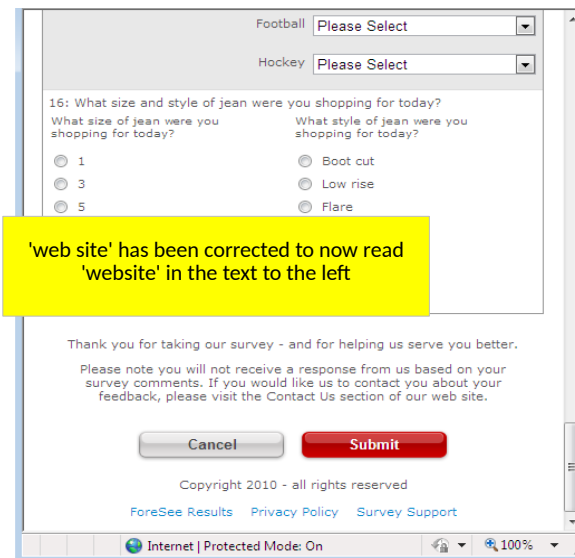 Football Please Select
Hockey Please Select
16: What size and style of jean were you shopping for today?
What size of jean were you
shopping for today?
What style of jean were you
shopping for today?
1
Boot cut
3
Low rise
5
Flare
'web site' has been corrected to now read
'website' in the text to the left
Thank you for taking our survey - and for helping us serve you better.
Please note you will not receive a response from us based on your
survey comments. If you would like us to contact you about your
feedback, please visit the Contact Us section of our web site.
Cancel Submit
Copyright 2010 - all rights reserved
ForeSee Results Privacy Policy Survey Support
Internet | Protected Mode: On 100%